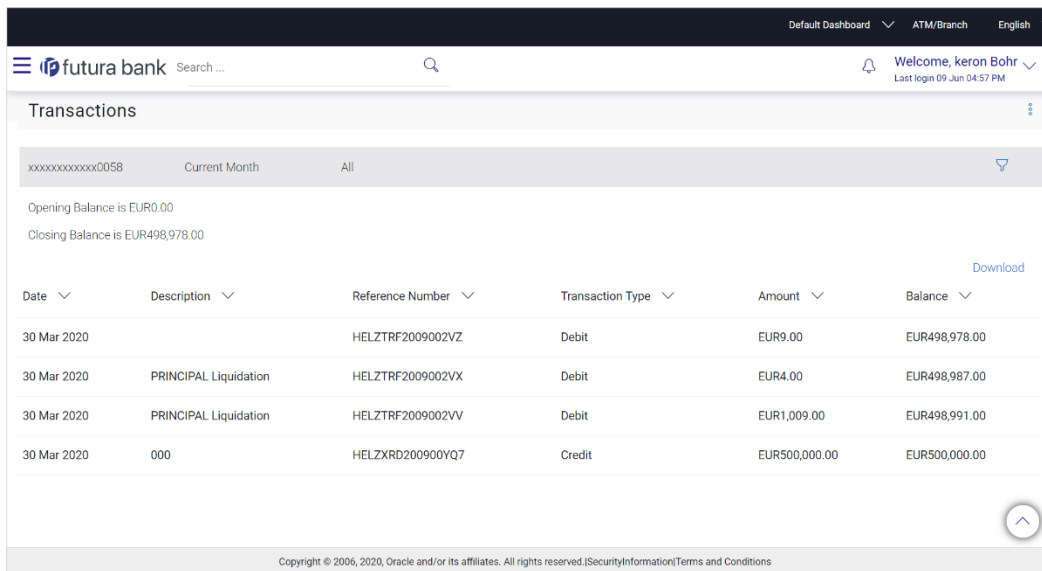 Default Dashboard ATM/Branch English
futura bank Search ... Welcome, keron Bohr
Last login 09 Jun 04:57 PM
Transactions
xxxxxxxxxxxx0058 Current Month All
Opening Balance is EUR0.00
Closing Balance is EUR498,978.00
Download
Date Description Reference Number Transaction Type Amount Balance
30 Mar 2020 HELZTRF2009002VZ Debit EUR9.00 EUR498,978.00
30 Mar 2020 PRINCIPAL Liquidation HELZTRF2009002VX Debit EUR4.00 EUR498,987.00
30 Mar 2020 PRINCIPAL Liquidation HELZTRF2009002VV Debit EUR1,009.00 EUR498,991.00
30 Mar 2020 000 HELZXRD200900YQ7 Credit EUR500,000.00 EUR500,000.00
Copyright © 2006, 2020, Oracle and/or its affiliates. All rights reserved.|SecurityInformation|Terms and Conditions